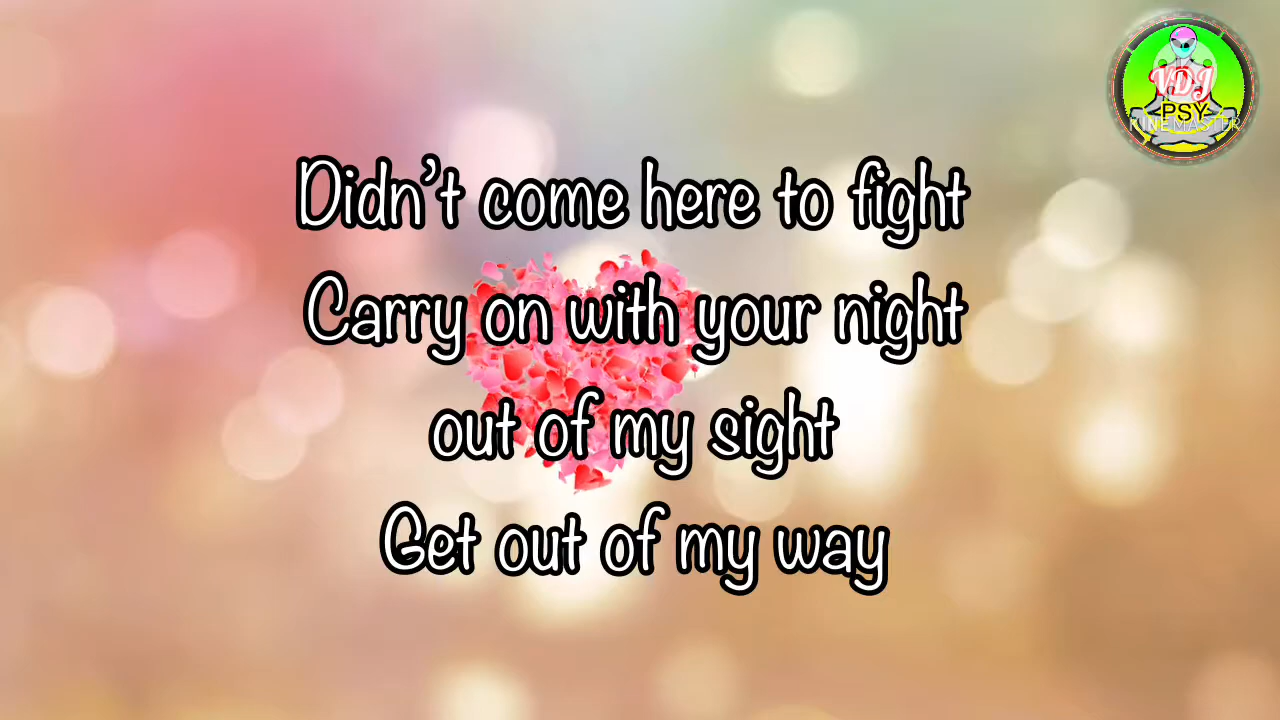 VDJ
PSY
KINEMASTER
Didn't come here to fight
Carry on with your night
out of my sight
Get out of my way